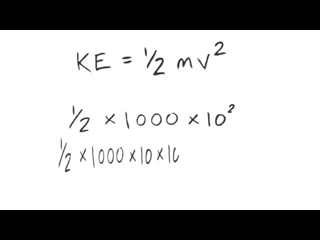 KE = ½ mv²
½ × 1000 × 10²
½ × 1000 × 10 × 10